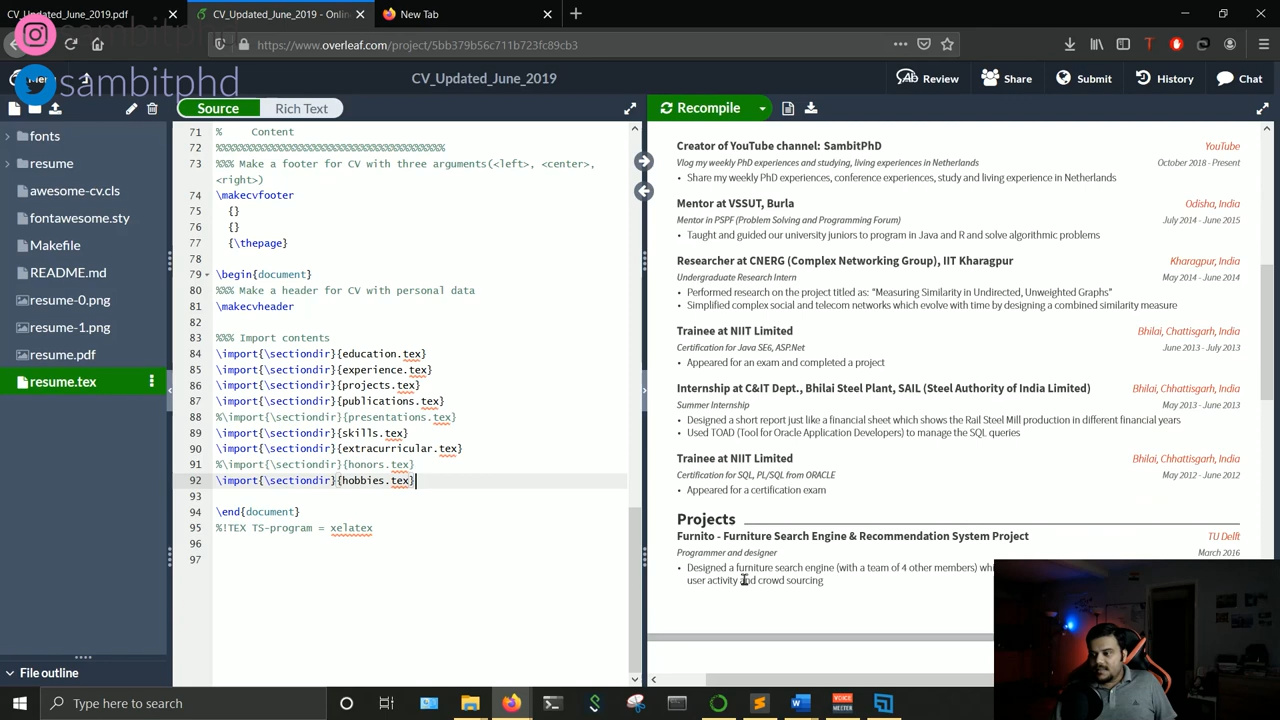 CV_Updated_June_2019.pdf
CV_Updated_June_2019 - Online
New Tab
https://www.overleaf.com/project/5bb379b56c711b723fc89cb3
sambitphd
CV_Updated_June_2019
Review
Share
Submit
History
Chat
Source
Rich Text
Recompile
fonts
resume
awesome-cv.cls
fontawesome.sty
Makefile
README.md
resume-0.png
resume-1.png
resume.pdf
resume.tex
File outline
71 % Content
72 %%%%%%%%%%%%%%%%%%%%%%%%%%%%%%%%%%%%%%
73 %%% Make a footer for CV with three arguments(<left>, <center>,
<right>)
74 \makecvfooter
75 {}
76 {}
77 {\thepage}
78
79 \begin{document}
80 %%% Make a header for CV with personal data
81 \makecvheader
82
83 %%% Import contents
84 \import{\sectiondir}{education.tex}
85 \import{\sectiondir}{experience.tex}
86 \import{\sectiondir}{projects.tex}
87 \import{\sectiondir}{publications.tex}
88 %\import{\sectiondir}{presentations.tex}
89 \import{\sectiondir}{skills.tex}
90 \import{\sectiondir}{extracurricular.tex}
91 %\import{\sectiondir}{honors.tex}
92 \import{\sectiondir}{hobbies.tex}
93
94 \end{document}
95 %!TEX TS-program = xelatex
96
97
Creator of YouTube channel: SambitPhD YouTube
Vlog my weekly PhD experiences and studying, living experiences in Netherlands October 2018 - Present
• Share my weekly PhD experiences, conference experiences, study and living experience in Netherlands
Mentor at VSSUT, Burla Odisha, India
Mentor in PSPF (Problem Solving and Programming Forum) July 2014 - June 2015
• Taught and guided our university juniors to program in Java and R and solve algorithmic problems
Researcher at CNERG (Complex Networking Group), IIT Kharagpur Kharagpur, India
Undergraduate Research Intern May 2014 - June 2014
• Performed research on the project titled as: “Measuring Similarity in Undirected, Unweighted Graphs”
• Simplified complex social and telecom networks which evolve with time by designing a combined similarity measure
Trainee at NIIT Limited Bhilai, Chattisgarh, India
Certification for Java SE6, ASP.Net June 2013 - July 2013
• Appeared for an exam and completed a project
Internship at C&IT Dept., Bhilai Steel Plant, SAIL (Steel Authority of India Limited) Bhilai, Chhattisgarh, India
Summer Internship May 2013 - June 2013
• Designed a short report just like a financial sheet which shows the Rail Steel Mill production in different financial years
• Used TOAD (Tool for Oracle Application Developers) to manage the SQL queries
Trainee at NIIT Limited Bhilai, Chhattisgarh, India
Certification for SQL, PL/SQL from ORACLE May 2012 - June 2012
• Appeared for a certification exam
Projects
Furnito - Furniture Search Engine & Recommendation System Project TU Delft
Programmer and designer March 2016
• Designed a furniture search engine (with a team of 4 other members)
user activity and crowd sourcing
Type here to search
VOICE
MEETER